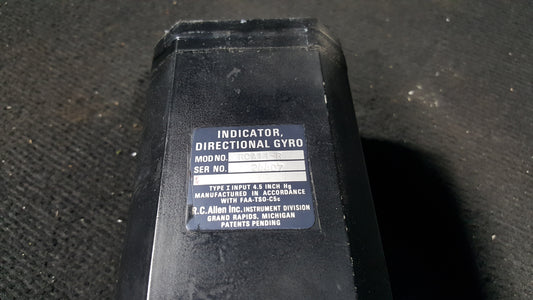 INDICATOR,
DIRECTIONAL GYRO
MOD NO.
SER NO.
TYPE I INPUT 4.5 INCH Hg
MANUFACTURED IN ACCORDANCE
WITH FAA-TSO-C5c
R.C.Allen Inc. INSTRUMENT DIVISION
GRAND RAPIDS, MICHIGAN
PATENTS PENDING